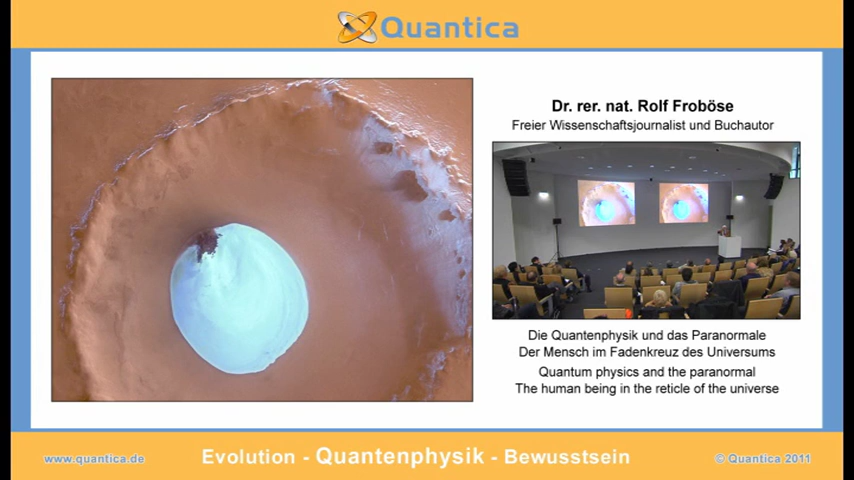 Quantica
Dr. rer. nat. Rolf Froböse
Freier Wissenschaftsjournalist und Buchautor
Die Quantenphysik und das Paranormale
Der Mensch im Fadenkreuz des Universums
Quantum physics and the paranormal
The human being in the reticle of the universe
www.quantica.de
Evolution - Quantenphysik - Bewusstsein
© Quantica 2011